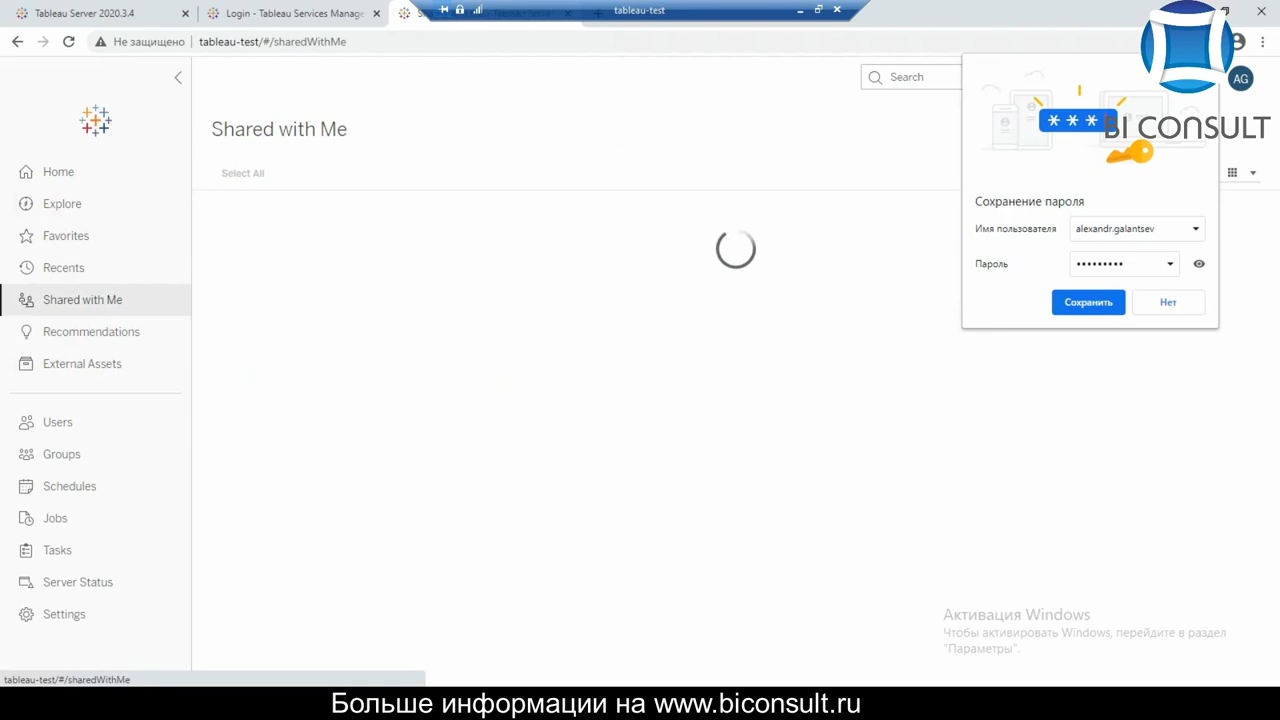 Tableau Server 2020.3.4
Login - Tableau Services Manage
tableau-test
Не защищено
tableau-test/#/sharedWithMe
Search
AG
BI CONSULT
***
Shared with Me
Select All
Home
Explore
Favorites
Recents
Shared with Me
Recommendations
External Assets
Users
Groups
Schedules
Jobs
Tasks
Server Status
Settings
Сохранение пароля
Имя пользователя
alexandr.galantsev
Пароль
•••••••••
Сохранить
Нет
Активация Windows
Чтобы активировать Windows, перейдите в раздел
"Параметры".
tableau-test/#/sharedWithMe
Больше информации на www.biconsult.ru